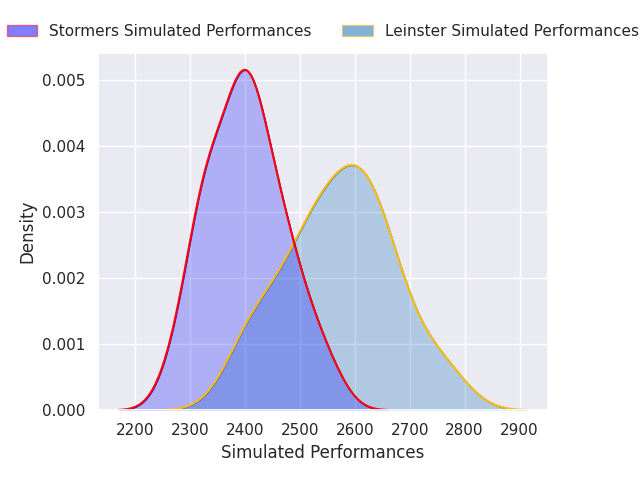 Stormers Simulated Performances Leinster Simulated Performances
0.005
0.004
0.003
0.002
0.001
0.000
Density
2200 2300 2400 2500 2600 2700 2800 2900
Simulated Performances